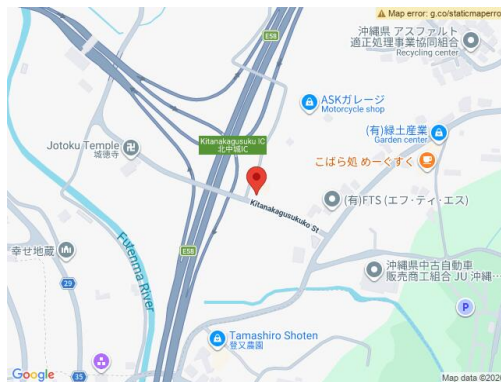 Map error: g.co/staticmaperro
E58
沖縄県 アスファルト
適正処理事業協同組合
Recycling center
ASKガレージ
Motorcycle shop
Kitanakagusuku IC
北中城IC
(有)緑土産業
Garden center
Jotoku Temple
城徳寺
こばら処 めーぐすく
(有)FTS (エフ・ティ・エス)
Kitanakagusukuko St
Futenma River
幸せ地蔵
E58
29
沖縄県中古自動車
販売商工組合 JU 沖縄…
P
Tamashiro Shoten
登又農園
Google
35
Map data ©2020